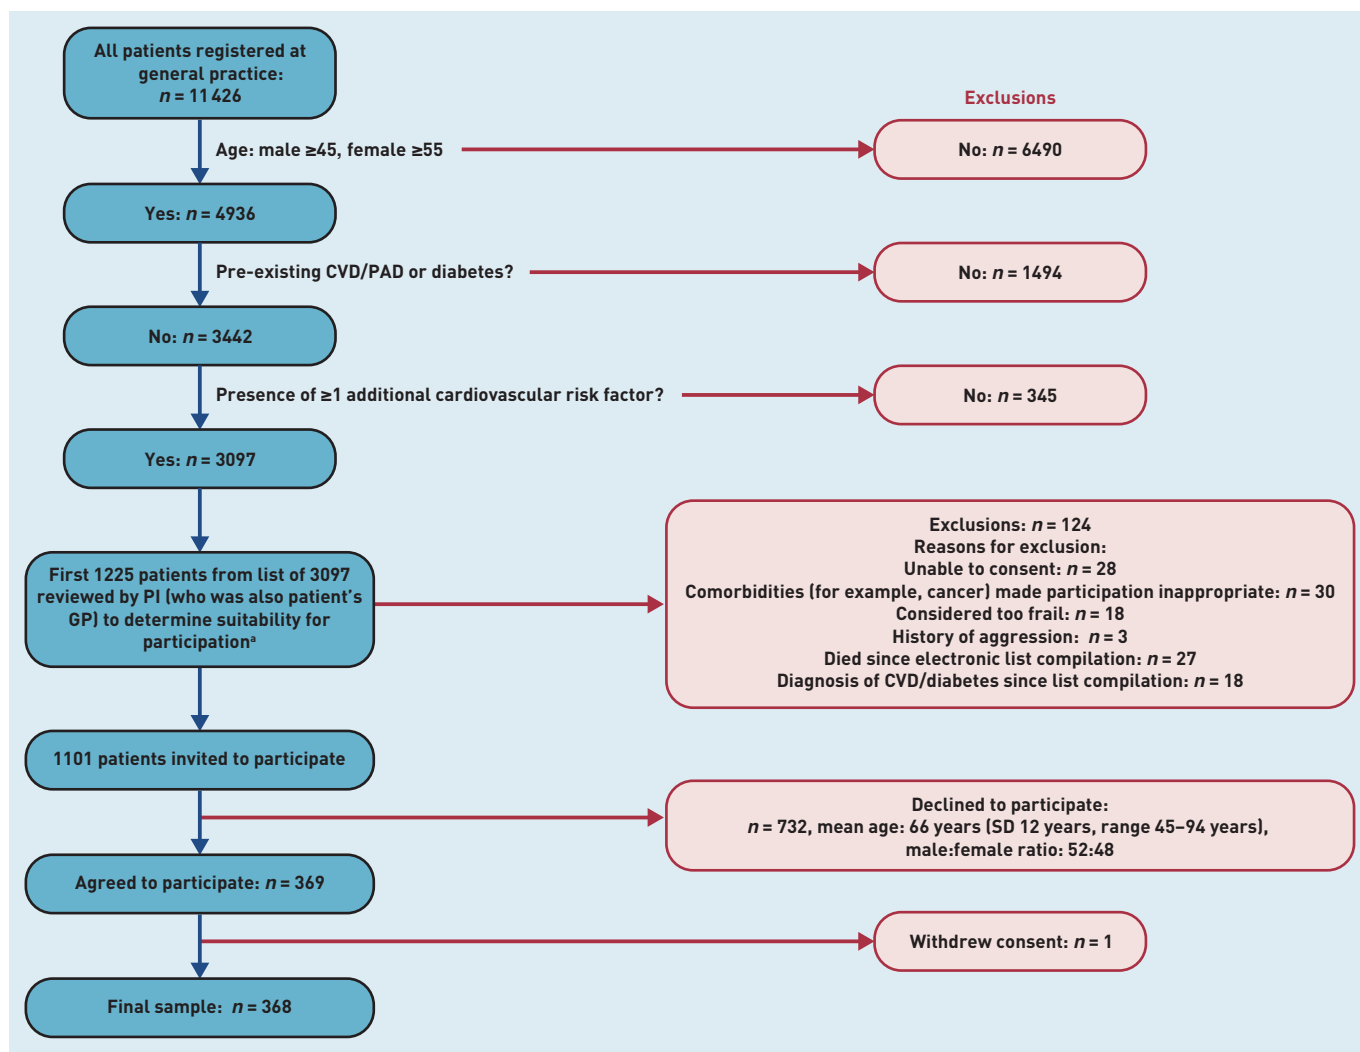 All patients registered at
general practice:
n = 11 426
Exclusions
Age: male ≥45, female ≥55
No: n = 6490
Yes: n = 4936
Pre-existing CVD/PAD or diabetes?
No: n = 1494
No: n = 3442
Presence of ≥1 additional cardiovascular risk factor?
No: n = 345
Yes: n = 3097
First 1225 patients from list of 3097
reviewed by PI (who was also patient’s
GP) to determine suitability for
participationᵃ
Exclusions: n = 124
Reasons for exclusion:
Unable to consent: n = 28
Comorbidities (for example, cancer) made participation inappropriate: n = 30
Considered too frail: n = 18
History of aggression: n = 3
Died since electronic list compilation: n = 27
Diagnosis of CVD/diabetes since list compilation: n = 18
1101 patients invited to participate
Declined to participate:
n = 732, mean age: 66 years (SD 12 years, range 45–94 years),
male:female ratio: 52:48
Agreed to participate: n = 369
Withdrew consent: n = 1
Final sample: n = 368